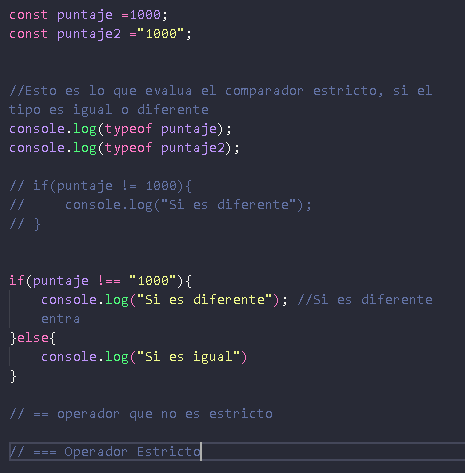 const puntaje =1000;
const puntaje2 ="1000";
//Esto es lo que evalua el comparador estricto, si el
tipo es igual o diferente
console.log(typeof puntaje);
console.log(typeof puntaje2);
// if(puntaje != 1000){
//     console.log("Si es diferente");
// }
if(puntaje !== "1000"){
    console.log("Si es diferente"); //Si es diferente
    entra
}else{
    console.log("Si es igual")
}
// == operador que no es estricto
// === Operador Estricto